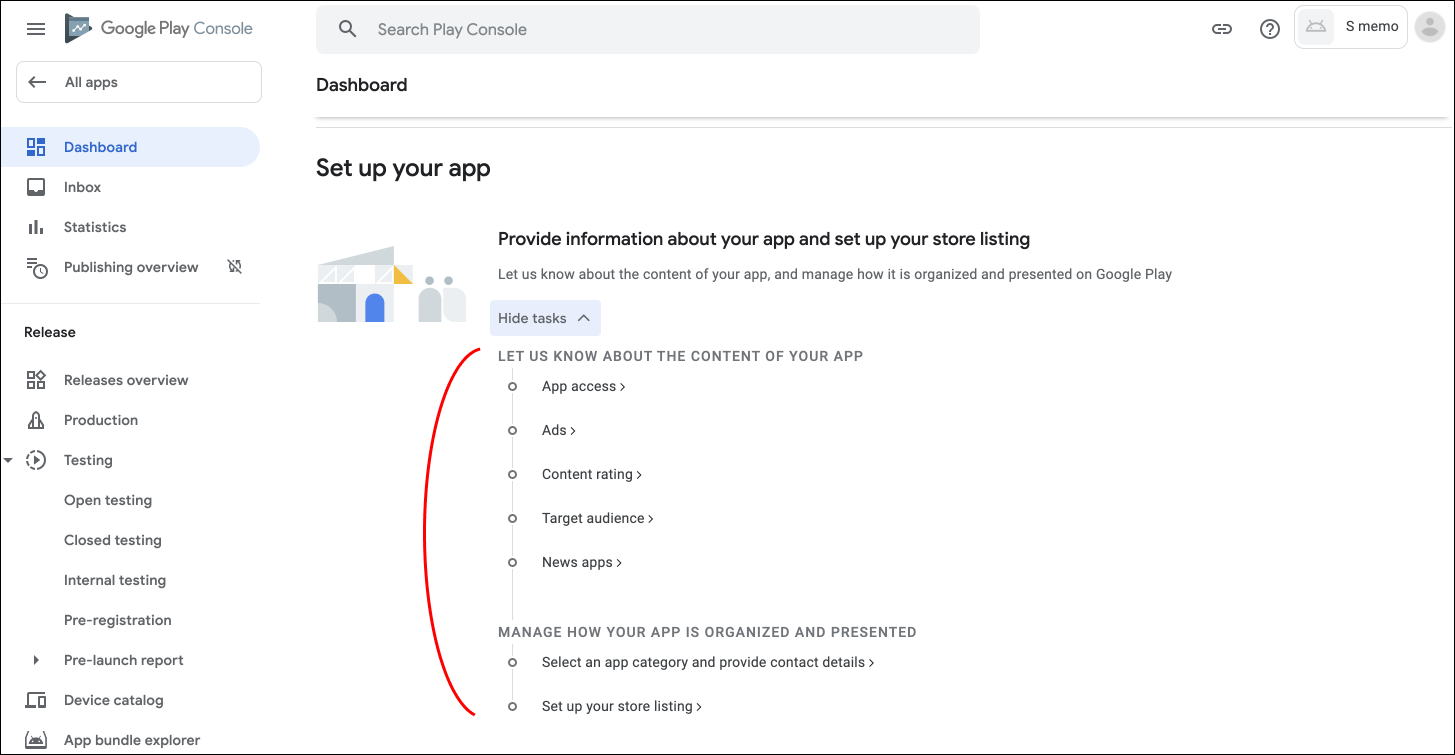 Google Play Console
Search Play Console
S memo
All apps
Dashboard
Dashboard
Inbox
Statistics
Publishing overview
Release
Releases overview
Production
Testing
Open testing
Closed testing
Internal testing
Pre-registration
Pre-launch report
Device catalog
App bundle explorer
Set up your app
Provide information about your app and set up your store listing
Let us know about the content of your app, and manage how it is organized and presented on Google Play
Hide tasks
LET US KNOW ABOUT THE CONTENT OF YOUR APP
App access >
Ads >
Content rating >
Target audience >
News apps >
MANAGE HOW YOUR APP IS ORGANIZED AND PRESENTED
Select an app category and provide contact details >
Set up your store listing >